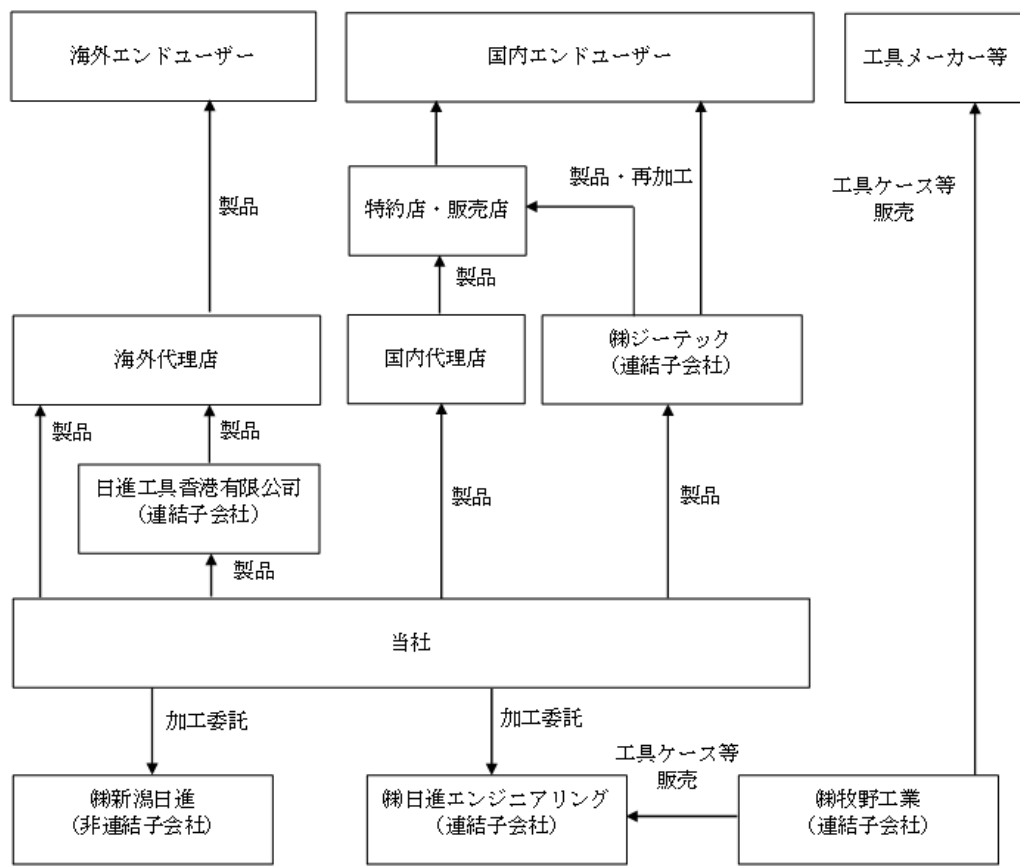 海外エンドユーザー
国内エンドユーザー
工具メーカー等
製品・再加工
工具ケース等
販売
製品
特約店・販売店
製品
海外代理店
国内代理店
㈱ジーテック
(連結子会社)
製品
製品
日進工具香港有限公司
(連結子会社)
製品
製品
製品
当社
加工委託
加工委託
工具ケース等
販売
㈱新潟日進
(非連結子会社)
㈱日進エンジニアリング
(連結子会社)
㈱牧野工業
(連結子会社)